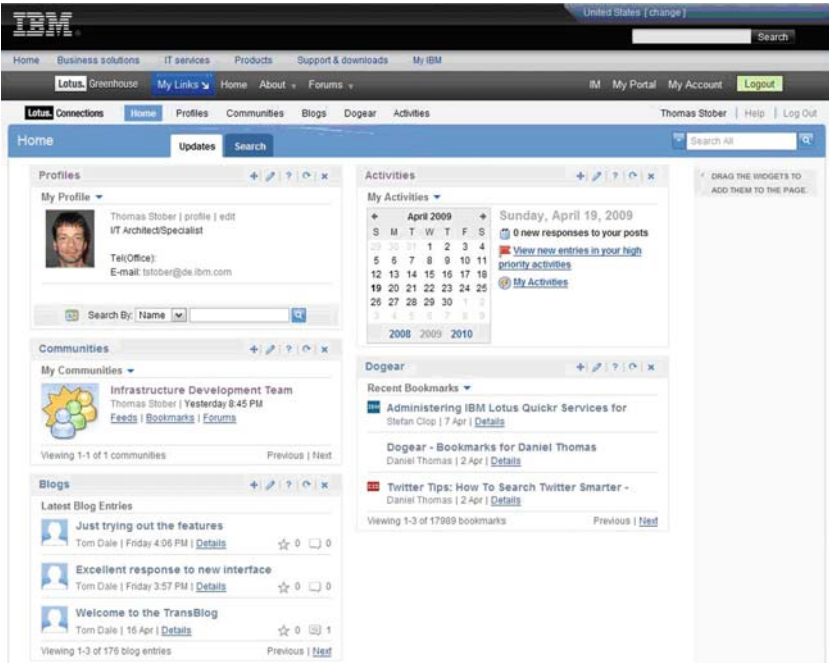 IBM.
United States [ change ]
Search
Home Business solutions IT services Products Support & downloads My IBM
Lotus. Greenhouse My Links Home About Forums IM My Portal My Account Logout
Lotus. Connections Home Profiles Communities Blogs Dogear Activities Thomas Stober | Help | Log Out
Home Updates Search Search All
Profiles
My Profile
Thomas Stober | profile | edit
I/T Architect/Specialist
Tel(Office):
E-mail: tstober@de.ibm.com
Search By: Name
Communities
My Communities
Infrastructure Development Team
Thomas Stober | Yesterday 8:45 PM
Feeds | Bookmarks | Forums
Viewing 1-1 of 1 communities Previous | Next
Blogs
Latest Blog Entries
Just trying out the features
Tom Dale | Friday 4:06 PM | Details 0 0
Excellent response to new interface
Tom Dale | Friday 3:57 PM | Details 0 0
Welcome to the TransBlog
Tom Dale | 16 Apr | Details 0 1
Viewing 1-3 of 176 blog entries Previous | Next
Activities
My Activities
April 2009
S M T W T F S
29 30 31 1 2 3 4
5 6 7 8 9 10 11
12 13 14 15 16 17 18
19 20 21 22 23 24 25
26 27 28 29 30 1 2
3 4 5 6 7 8 9
2008 2009 2010
Sunday, April 19, 2009
0 new responses to your posts
View new entries in your high
priority activities
My Activities
Dogear
Recent Bookmarks
Administering IBM Lotus Quickr Services for
Stefan Clop | 7 Apr | Details
Dogear - Bookmarks for Daniel Thomas
Daniel Thomas | 2 Apr | Details
Twitter Tips: How To Search Twitter Smarter -
Daniel Thomas | 2 Apr | Details
Viewing 1-3 of 17989 bookmarks Previous | Next
DRAG THE WIDGETS TO
ADD THEM TO THE PAGE.